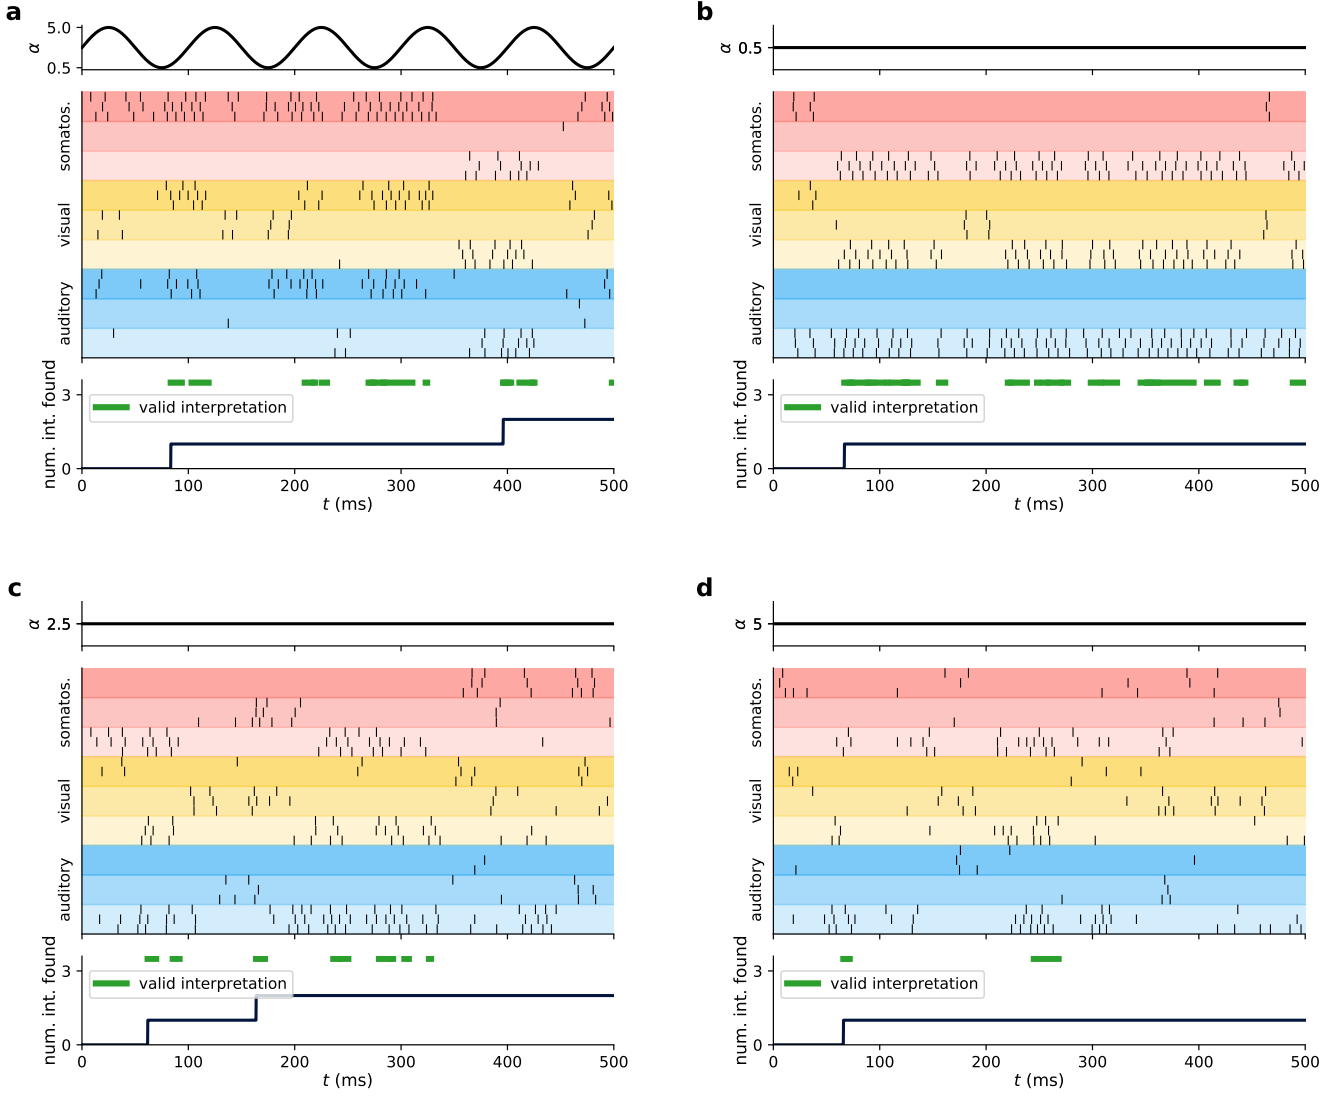 a
α
5.0
0.5
somatos.
visual
auditory
num. int. found
3
0
valid interpretation
0 100 200 300 400 500
t (ms)
b
α
0.5
somatos.
visual
auditory
num. int. found
3
0
valid interpretation
0 100 200 300 400 500
t (ms)
c
α
2.5
somatos.
visual
auditory
num. int. found
3
0
valid interpretation
0 100 200 300 400 500
t (ms)
d
α
5
somatos.
visual
auditory
num. int. found
3
0
valid interpretation
0 100 200 300 400 500
t (ms)